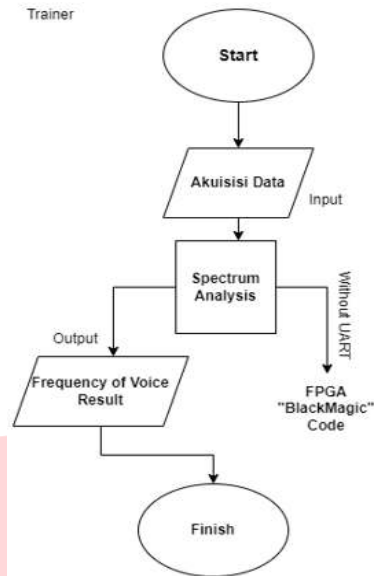 Trainer
Start
Akuisisi Data
Input
Spectrum
Analysis
Without UART
Output
Frequency of Voice
Result
FPGA
"BlackMagic"
Code
Finish